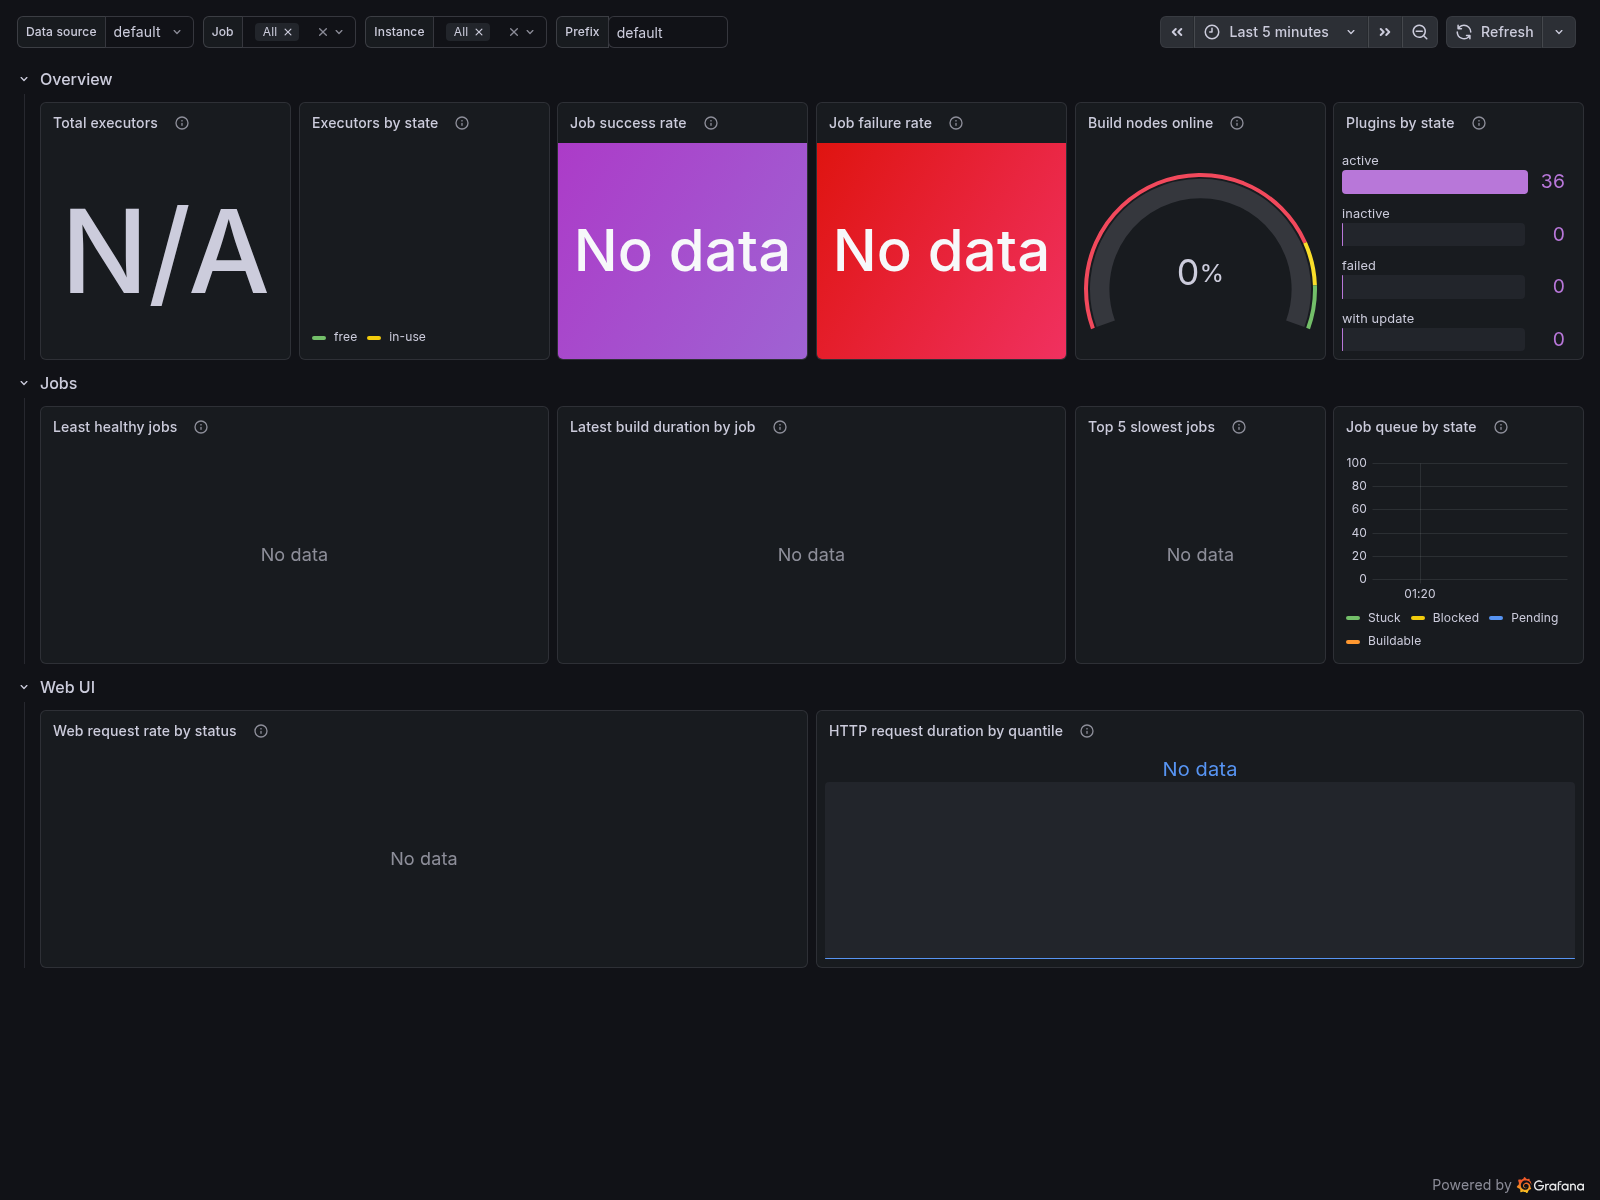 Data source default Job All Instance All Prefix default Last 5 minutes Refresh
Overview
Total executors
N/A
Executors by state
free in-use
Job success rate
No data
Job failure rate
No data
Build nodes online
0%
Plugins by state
active
36
inactive
0
failed
0
with update
0
Jobs
Least healthy jobs
No data
Latest build duration by job
No data
Top 5 slowest jobs
No data
Job queue by state
100
80
60
40
20
0
01:20
Stuck Blocked Pending
Buildable
Web UI
Web request rate by status
No data
HTTP request duration by quantile
No data
Powered by Grafana